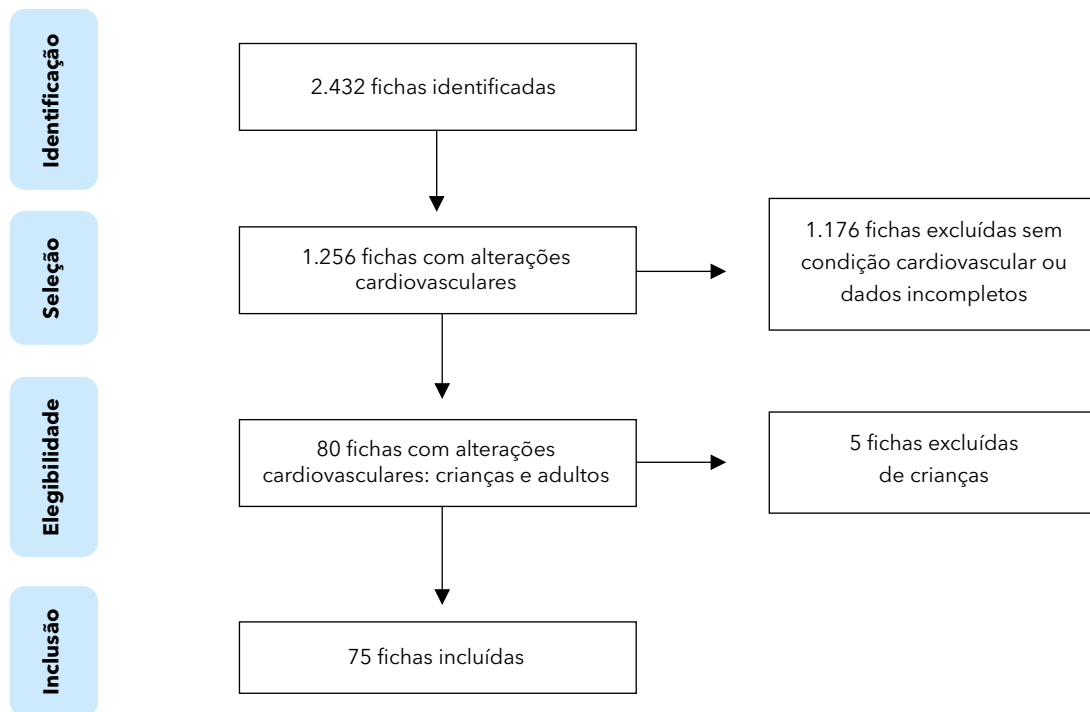 Identificação
2.432 fichas identificadas
Seleção
1.256 fichas com alterações
cardiovasculares
1.176 fichas excluídas sem
condição cardiovascular ou
dados incompletos
Elegibilidade
80 fichas com alterações
cardiovasculares: crianças e adultos
5 fichas excluídas
de crianças
Inclusão
75 fichas incluídas